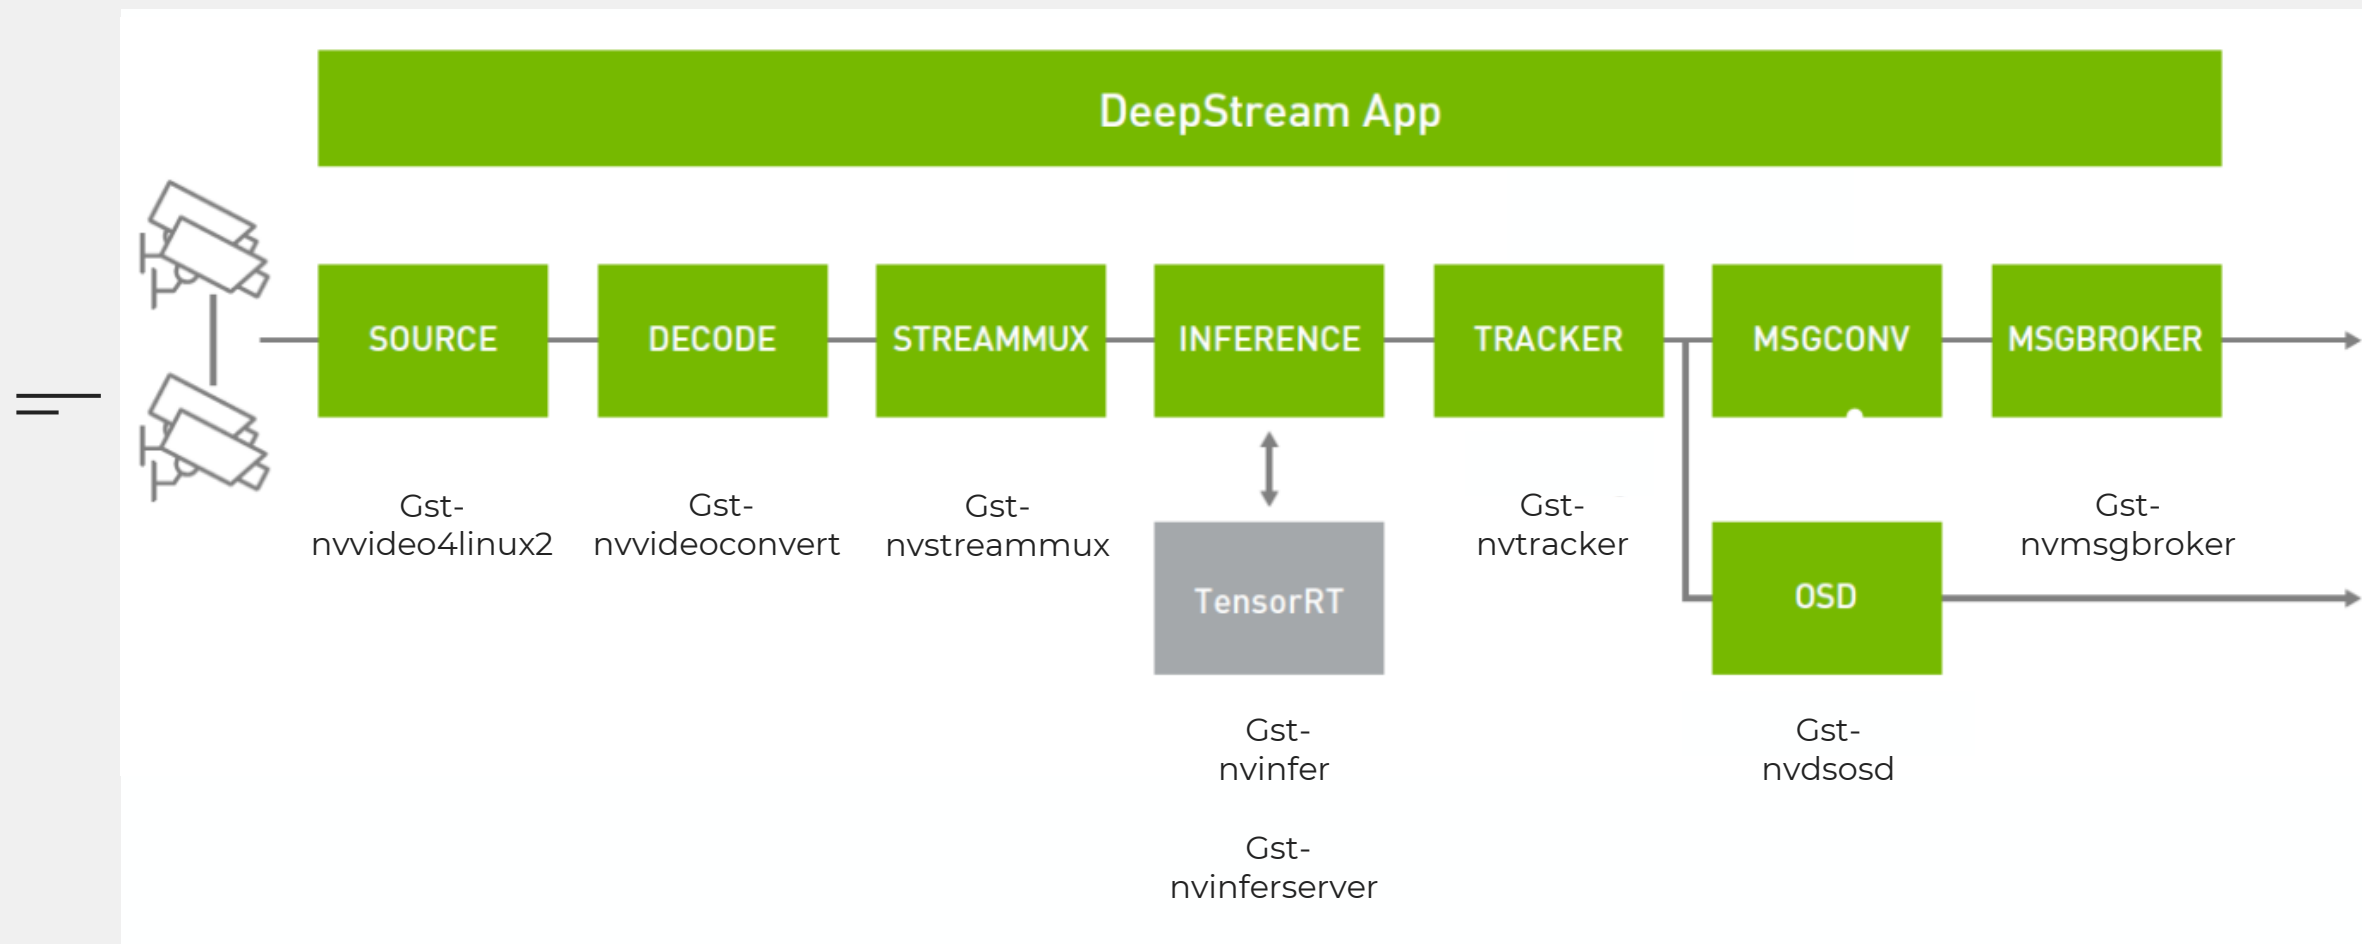 DeepStream App
SOURCE
DECODE
STREAMMUX
INFERENCE
TRACKER
MSGCONV
MSGBROKER
Gst-
nvvideo4linux2
Gst-
nvvideoconvert
Gst-
nvstreammux
TensorRT
Gst-
nvinfer
Gst-
nvinferserver
Gst-
nvtracker
OSD
Gst-
nvdsosd
Gst-
nvmsgbroker